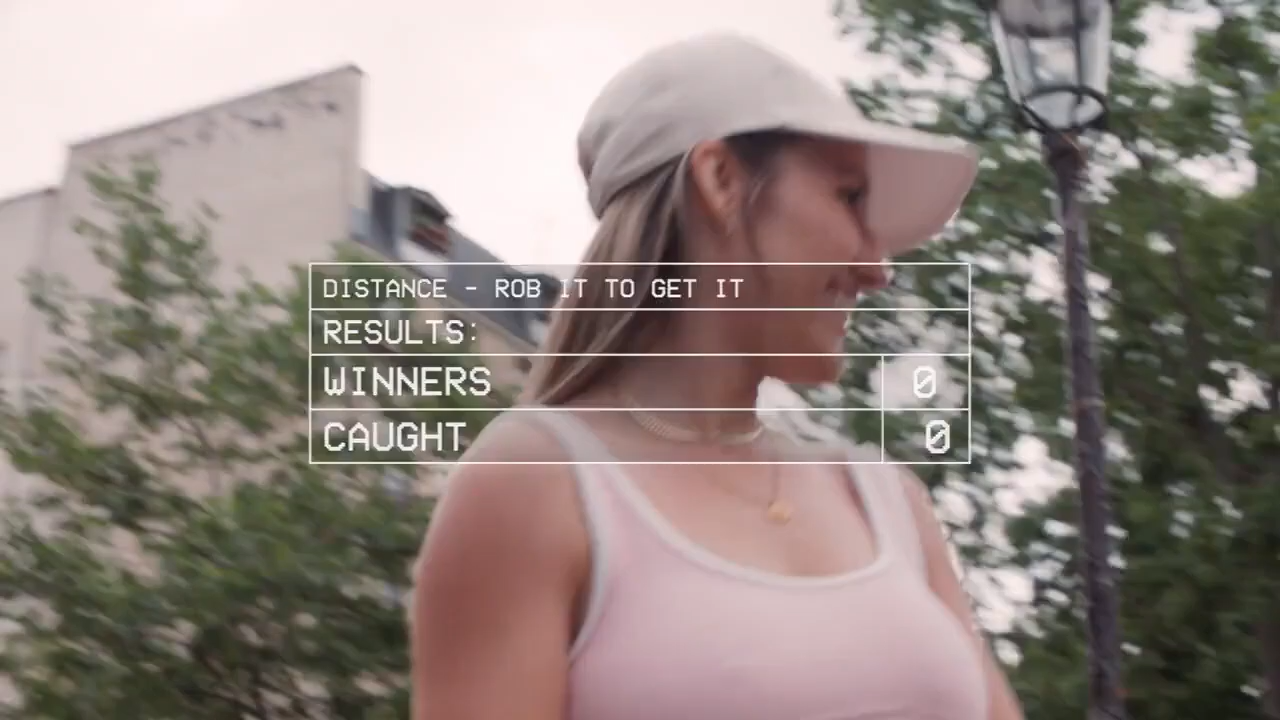 DISTANCE - ROB IT TO GET IT
RESULTS:
WINNERS 0
CAUGHT 0